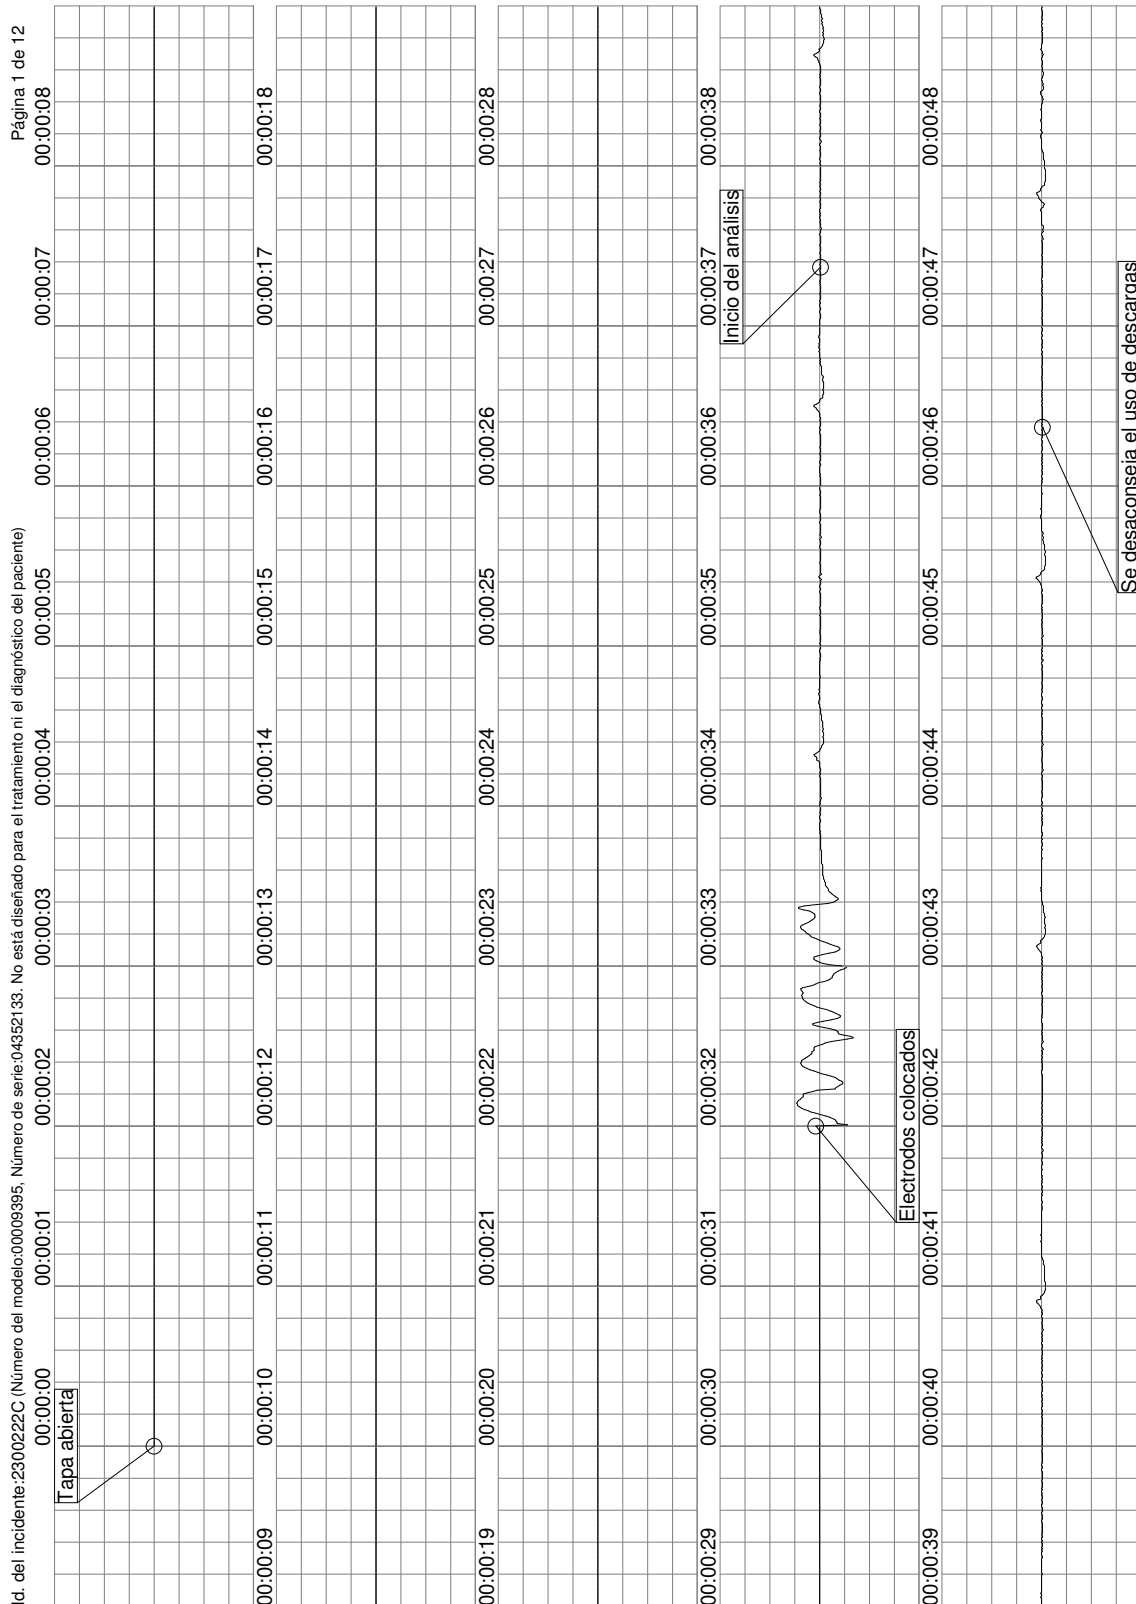 Id. del incidente:2300222C (Número del modelo:00009395, Número de serie:04352133. No está diseñado para el tratamiento ni el diagnóstico del paciente)
Página 1 de 12
00:00:00 00:00:01 00:00:02 00:00:03 00:00:04 00:00:05 00:00:06 00:00:07 00:00:08
Tapa abierta
00:00:09 00:00:10 00:00:11 00:00:12 00:00:13 00:00:14 00:00:15 00:00:16 00:00:17 00:00:18
00:00:19 00:00:20 00:00:21 00:00:22 00:00:23 00:00:24 00:00:25 00:00:26 00:00:27 00:00:28
00:00:29 00:00:30 00:00:31 00:00:32 00:00:33 00:00:34 00:00:35 00:00:36 00:00:37 00:00:38
Inicio del análisis
Electrodos colocados
00:00:39 00:00:40 00:00:41 00:00:42 00:00:43 00:00:44 00:00:45 00:00:46 00:00:47 00:00:48
Se desaconseja el uso de descargas